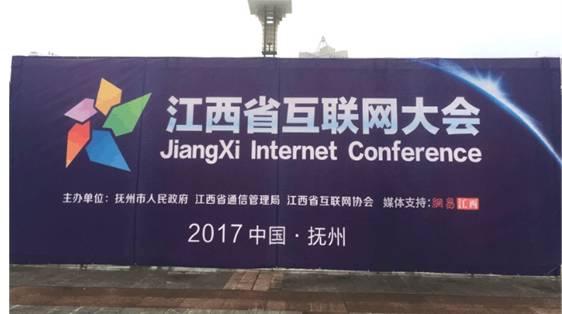 江西省互联网大会
JiangXi Internet Conference
主办单位：抚州市人民政府 江西省通信管理局 江西省互联网协会 媒体支持：網易江西
2017 中国·抚州